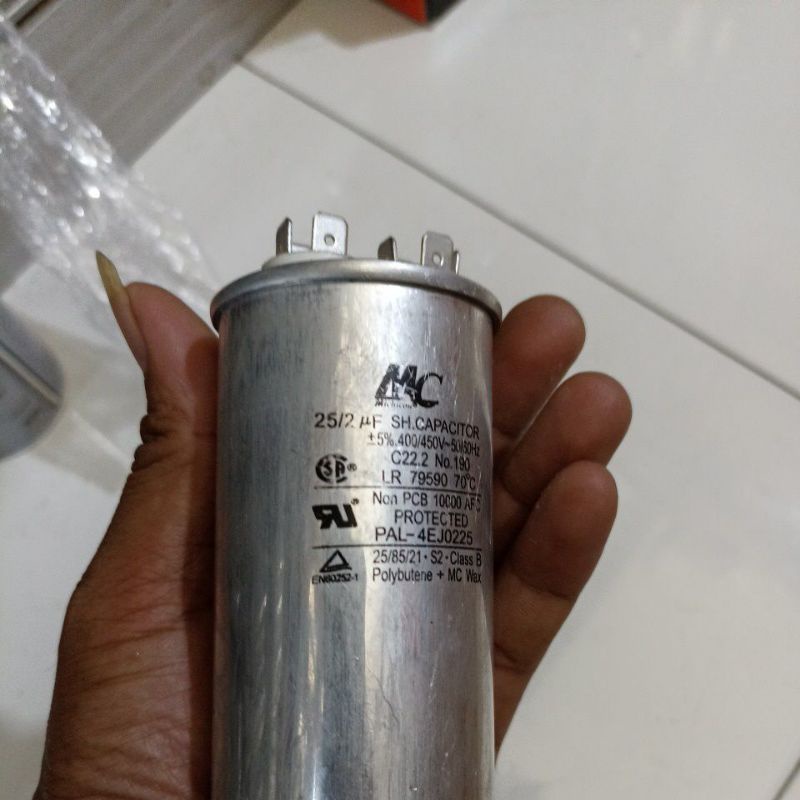 MC
25/2 µF SH.CAPACITOR
±5%.400/450V~50/60Hz
C22.2 No.190
SA® LR 79590 70°C
Non PCB 10000 AFC
PROTECTED
PAL-4EJ0225
25/85/21·S2·Class B
EN60252-1 Polybutene + MC Wax